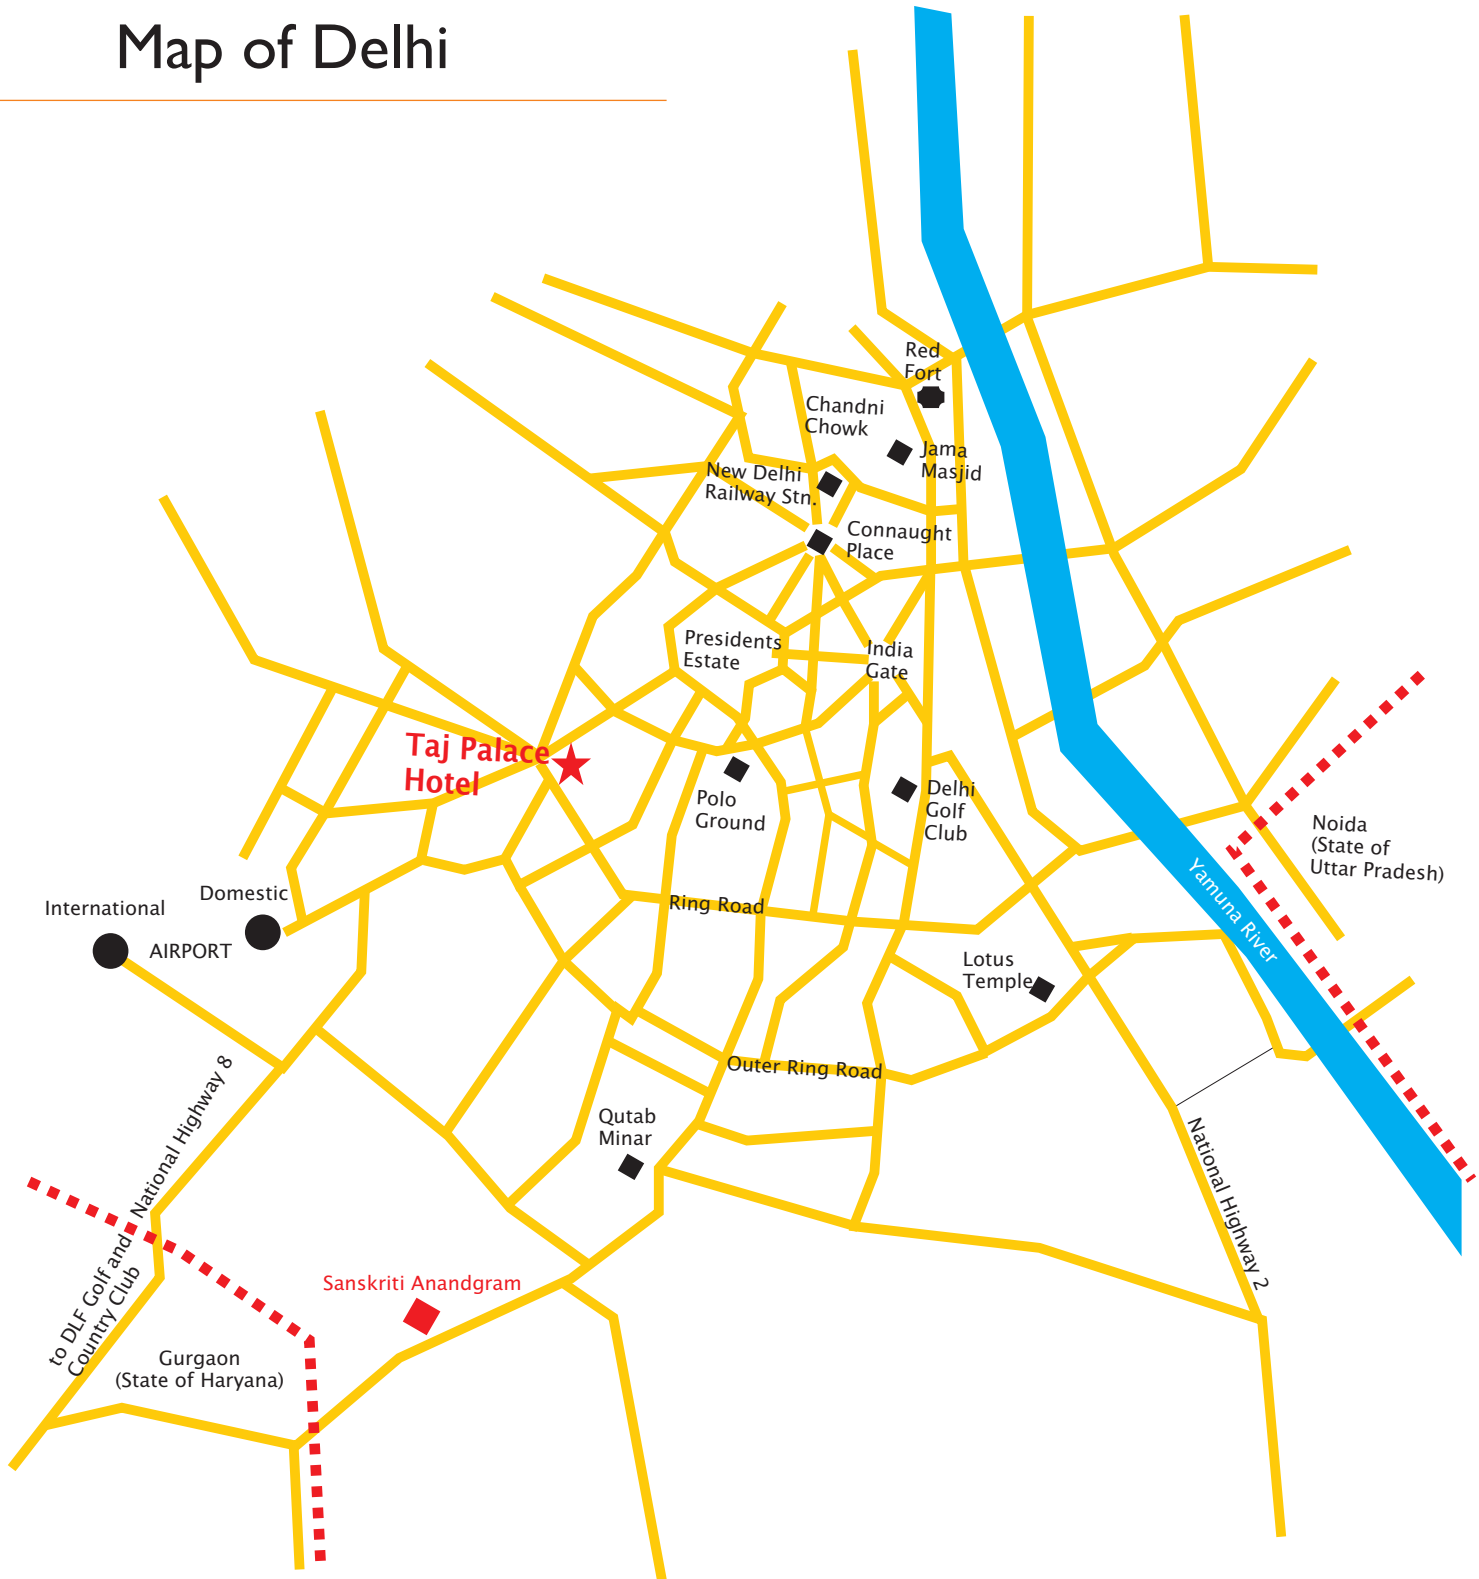 Map of Delhi
Red
Fort
Chandni
Chowk
Jama
Masjid
New Delhi
Railway Stn.
Connaught
Place
Presidents
Estate
India
Gate
Taj Palace
Hotel
Polo
Ground
Delhi
Golf
Club
Noida
(State of
Uttar Pradesh)
Yamuna River
Domestic
International
AIRPORT
Ring Road
Lotus
Temple
Outer Ring Road
National Highway 8
Qutab
Minar
National Highway 2
to DLF Golf and
Country Club
Sanskriti Anandgram
Gurgaon
(State of Haryana)